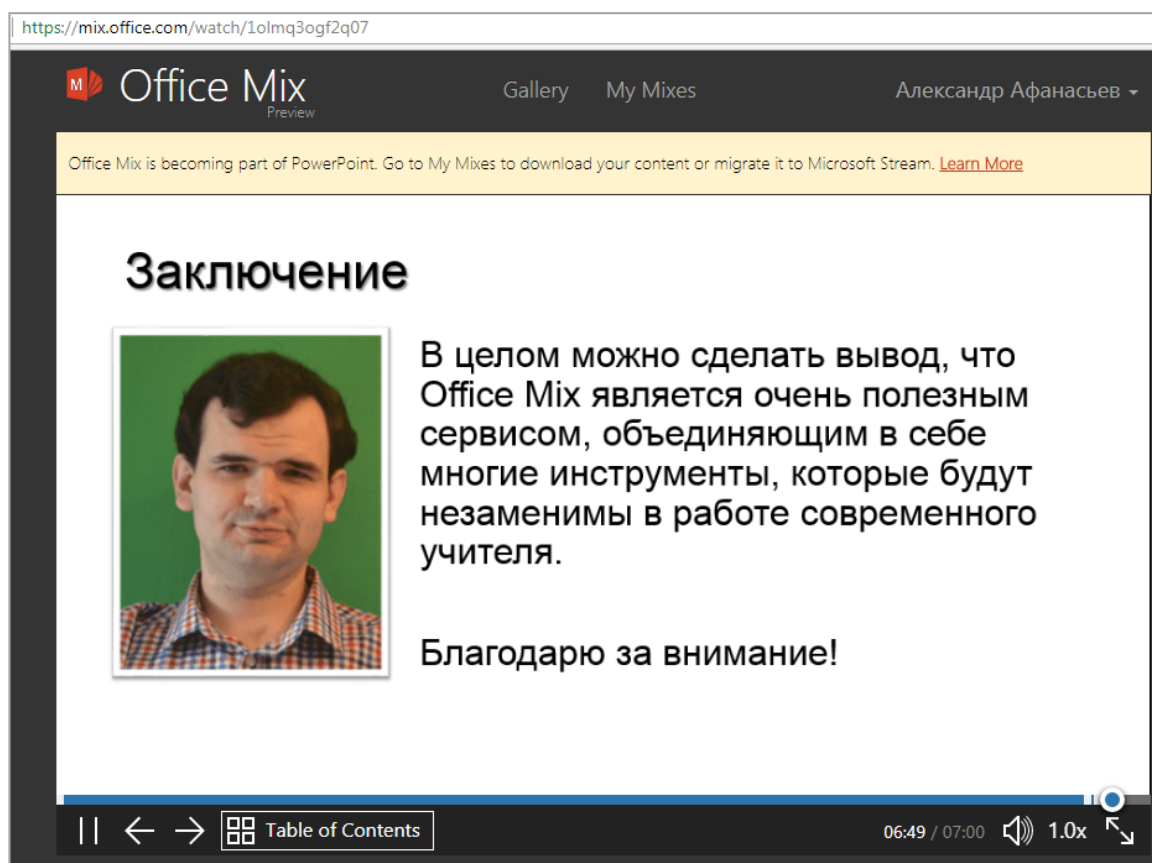 https://mix.office.com/watch/1olmq3ogf2q07
M Office Mix Gallery My Mixes Александр Афанасьев
Preview
Office Mix is becoming part of PowerPoint. Go to My Mixes to download your content or migrate it to Microsoft Stream. Learn More
Заключение
В целом можно сделать вывод, что
Office Mix является очень полезным
сервисом, объединяющим в себе
многие инструменты, которые будут
незаменимы в работе современного
учителя.
Благодарю за внимание!
Table of Contents 06:49 / 07:00 1.0x